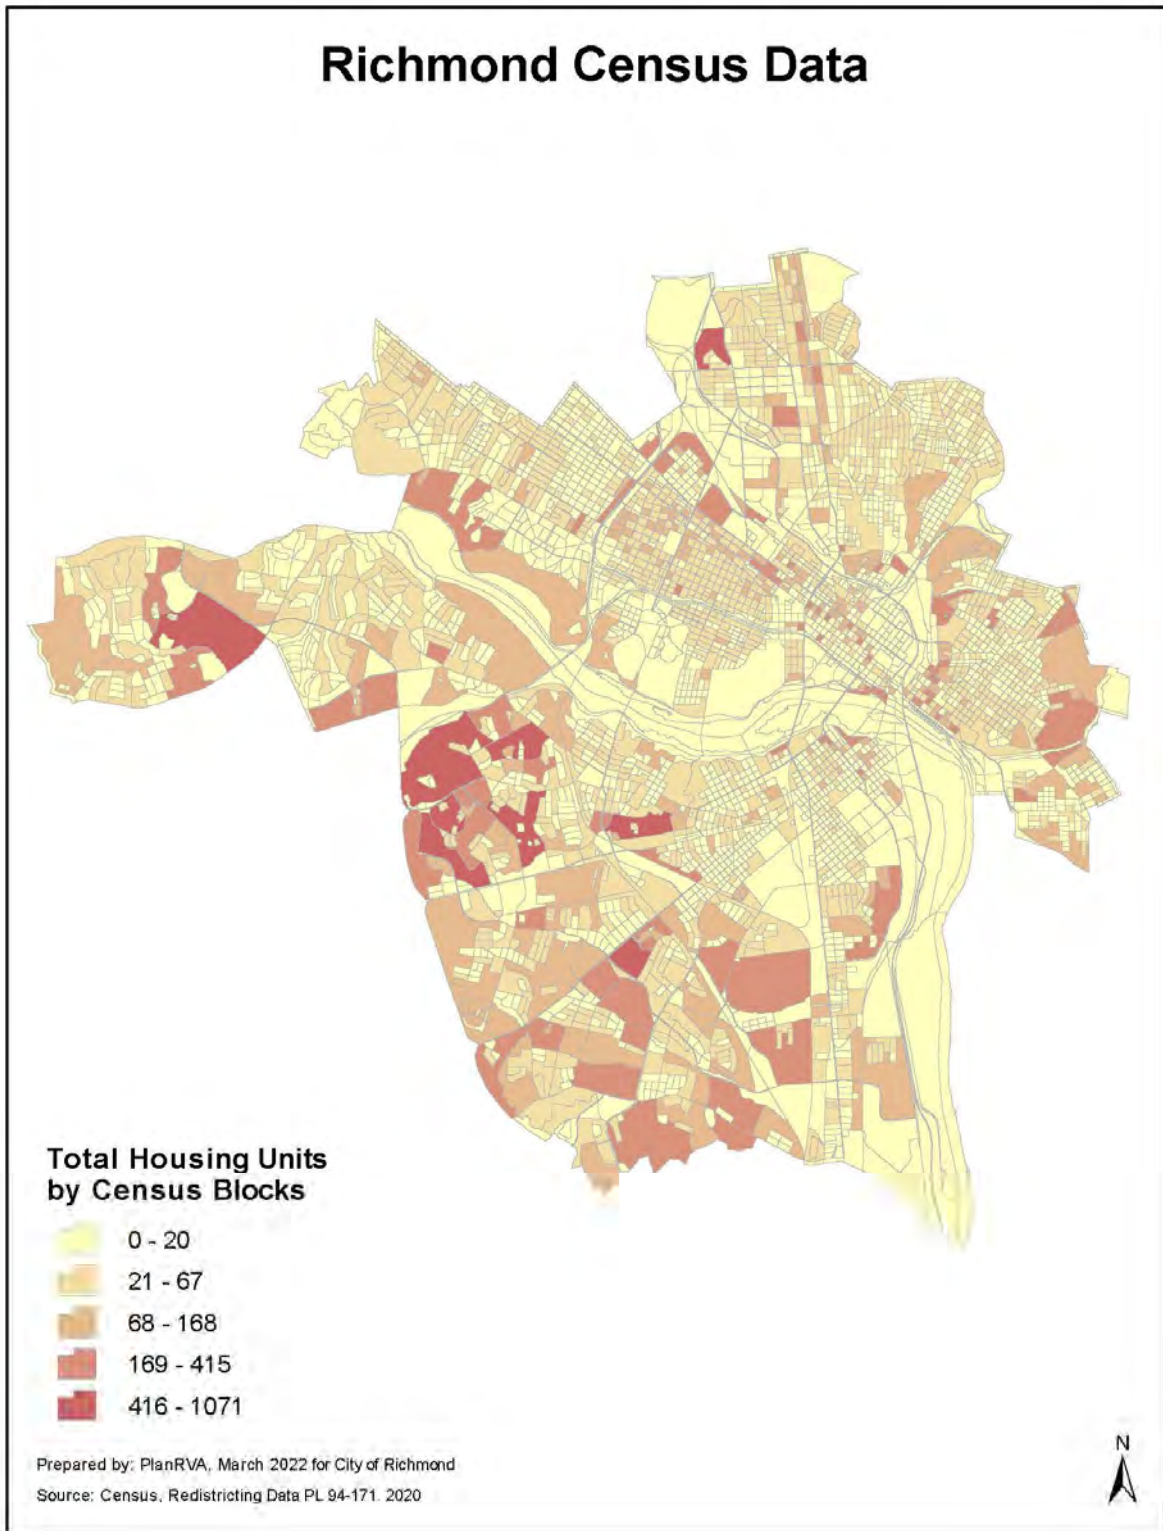 Richmond Census Data
Total Housing Units
by Census Blocks
0 - 20
21 - 67
68 - 168
169 - 415
416 - 1071
Prepared by: PlanRVA, March 2022 for City of Richmond
Source: Census, Redistricting Data PL 94-171. 2020
N